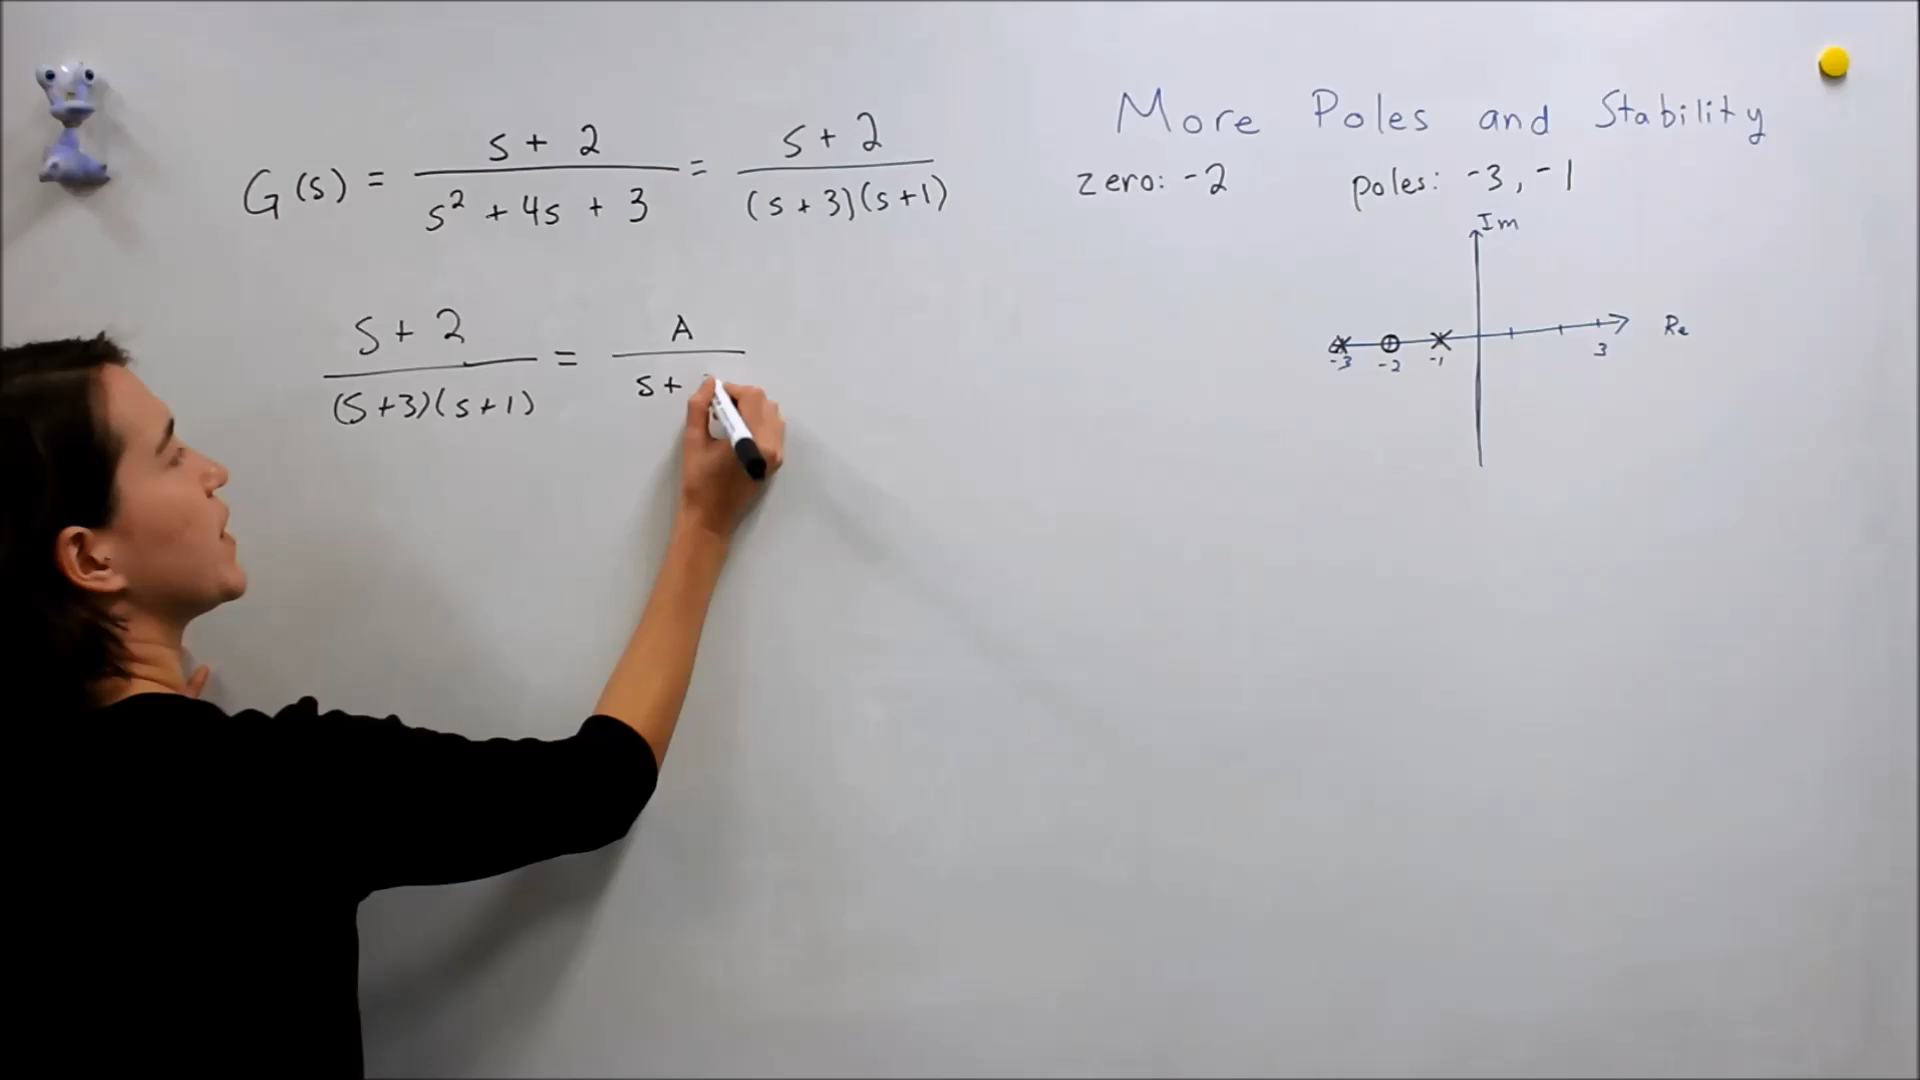 More Poles and Stability
G(s) = s + 2 / s² + 4s + 3 = s + 2 / (s + 3)(s + 1)
zero: -2 poles: -3, -1
Im
Re
-3 -2 -1 3
s + 2 / (s + 3)(s + 1) = A / s +